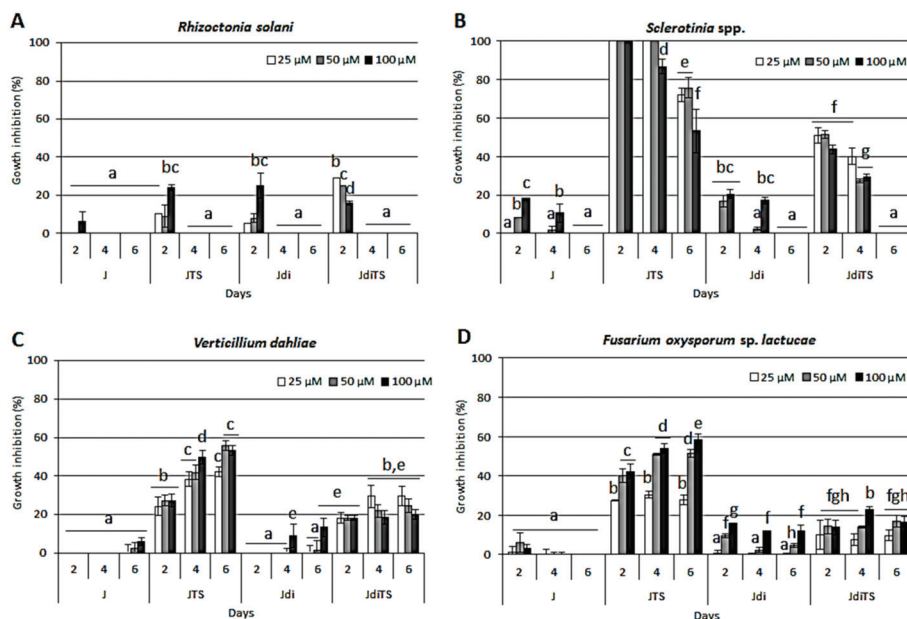 A
Rhizoctonia solani
Gowth inhibition (%)
100
80
60
40
20
0
25 µM 50 µM 100 µM
a bc bc a b c d a
a
2 4 6 2 4 6 2 4 6 2 4 6
J JTS Jdi JdiTS
Days
B
Sclerotinia spp.
Growth inhibition (%)
100
80
60
40
20
0
25 µM 50 µM 100 µM
d e f
a b c a b a bc a bc a f g a
2 4 6 2 4 6 2 4 6 2 4 6
J JTS Jdi JdiTS
Days
C
Verticillium dahliae
Growth inhibition (%)
100
80
60
40
20
0
25 µM 50 µM 100 µM
a b c d c c a e a e b,e
2 4 6 2 4 6 2 4 6 2 4 6
J JTS Jdi JdiTS
Days
D
Fusarium oxysporum sp. lactucae
Growth inhibition (%)
100
80
60
40
20
0
25 µM 50 µM 100 µM
a b c b d b d e a f g a f a h f fgh b fgh
2 4 6 2 4 6 2 4 6 2 4 6
J JTS Jdi JdiTS
Days